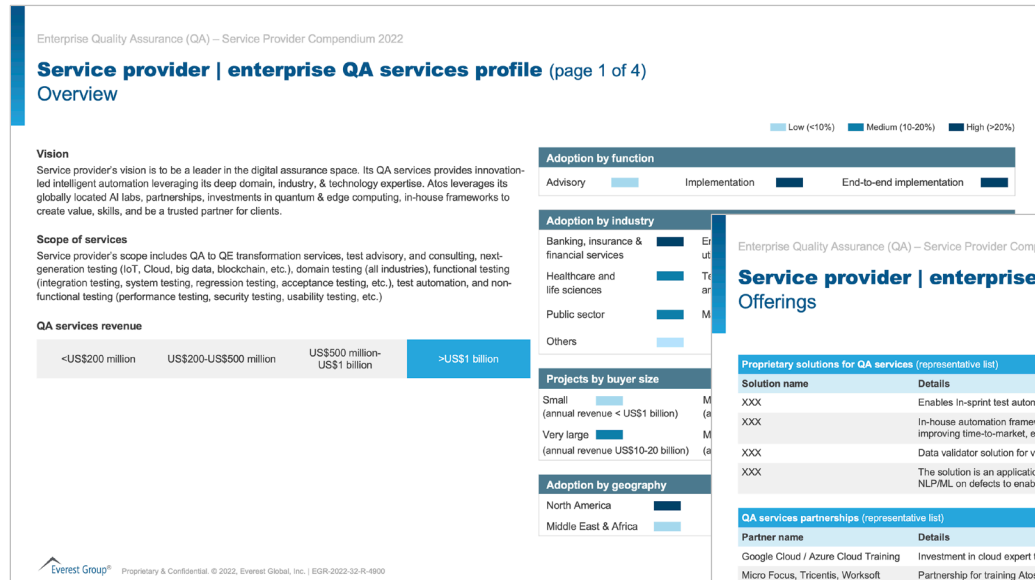 Enterprise Quality Assurance (QA) – Service Provider Compendium 2022
Service provider | enterprise QA services profile (page 1 of 4)
Overview
Low (<10%) Medium (10-20%) High (>20%)
Vision
Service provider's vision is to be a leader in the digital assurance space. Its QA services provides innovation-
led intelligent automation leveraging its deep domain, industry, & technology expertise. Atos leverages its
globally located AI labs, partnerships, investments in quantum & edge computing, in-house frameworks to
create value, skills, and be a trusted partner for clients.
Scope of services
Service provider's scope includes QA to QE transformation services, test advisory, and consulting, next-
generation testing (IoT, Cloud, big data, blockchain, etc.), domain testing (all industries), functional testing
(integration testing, system testing, regression testing, acceptance testing, etc.), test automation, and non-
functional testing (performance testing, security testing, usability testing, etc.)
QA services revenue
<US$200 million
US$200-US$500 million
US$500 million-
US$1 billion
>US$1 billion
Adoption by function
Advisory Implementation End-to-end implementation
Adoption by industry
Banking, insurance &
financial services
Healthcare and
life sciences
Public sector
Others
Projects by buyer size
Small
(annual revenue < US$1 billion)
Very large
(annual revenue US$10-20 billion)
Adoption by geography
North America
Middle East & Africa
Everest Group® Proprietary & Confidential. © 2022, Everest Global, Inc. | EGR-2022-32-R-4900
Enterprise Quality Assurance (QA) – Service Provider
Service provider | enterprise
Offerings
Proprietary solutions for QA services (representative list)
Solution name Details
XXX Enables In-sprint test
XXX In-house automation
improving time-to-market,
XXX Data validator solution for
XXX The solution is an
NLP/ML on defects to
QA services partnerships (representative list)
Partner name Details
Google Cloud / Azure Cloud Training Investment in cloud expert
Micro Focus, Tricentis, Worksoft Partnership for training